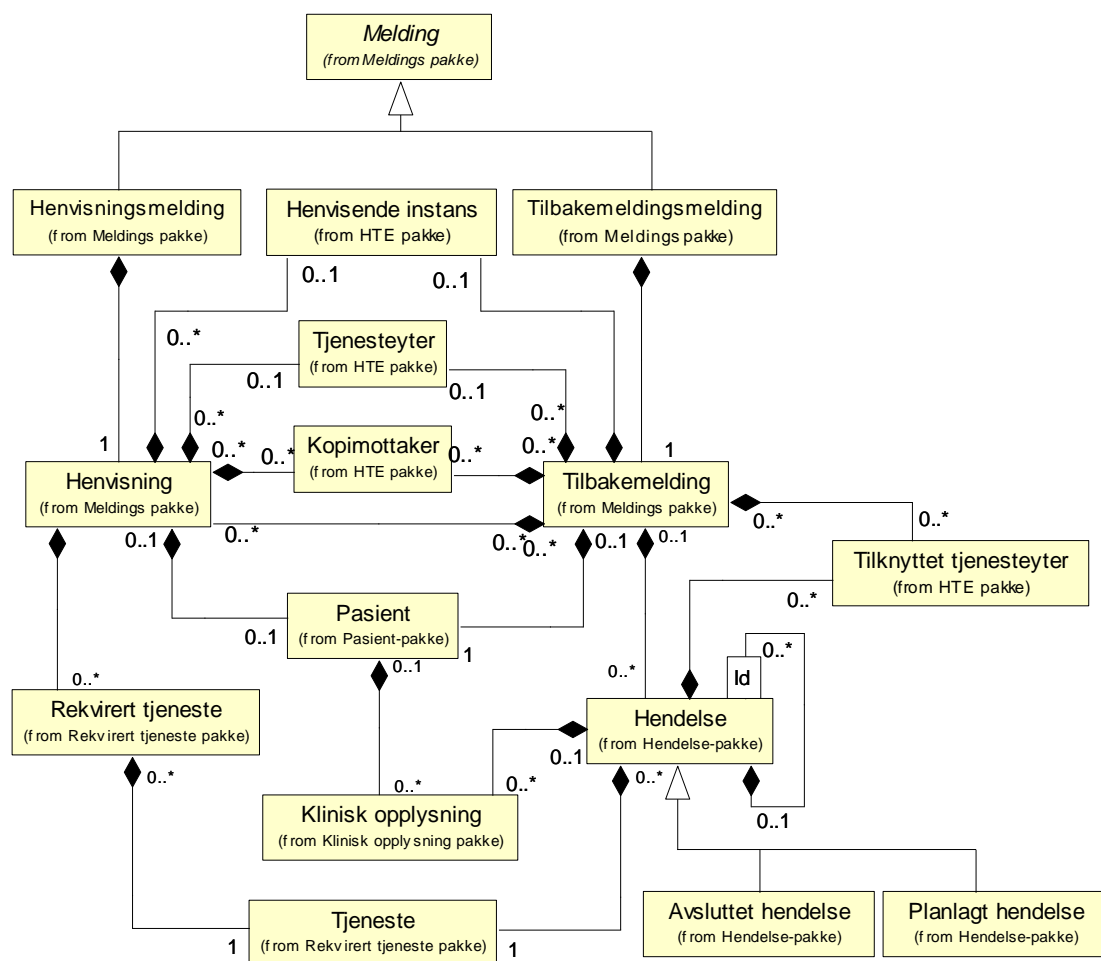 Melding
(from Meldings pakke)
Henvisningsmelding
(from Meldings pakke)
Henvisende instans
(from HTE pakke)
Tilbakemeldingsmelding
(from Meldings pakke)
0..1
0..1
0..*
Tjenesteyter
(from HTE pakke)
0..1
0..1
0..*
0..*
1
0..*
0..*
Kopimottaker
(from HTE pakke)
0..*
0..*
1
Henvisning
(from Meldings pakke)
Tilbakemelding
(from Meldings pakke)
0..1
0..*
0..*
0..*
0..1
0..1
0..*
0..*
Tilknyttet tjenesteyter
(from HTE pakke)
Pasient
(from Pasient-pakke)
0..1
1
0..1
0..*
0..*
0..*
Id
0..*
Rekvirert tjeneste
(from Rekvirert tjeneste pakke)
Hendelse
(from Hendelse-pakke)
0..*
0..1
0..*
0..*
0..*
0..1
Klinisk opplysning
(from Klinisk opplysning pakke)
Tjeneste
(from Rekvirert tjeneste pakke)
1
1
Avsluttet hendelse
(from Hendelse-pakke)
Planlagt hendelse
(from Hendelse-pakke)